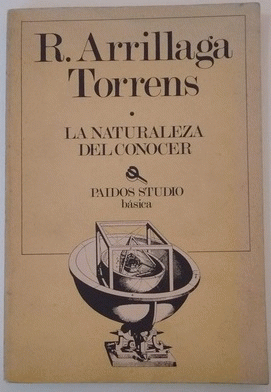 R. Arrillaga
Torrens
LA NATURALEZA
DEL CONOCER
PAIDOS STUDIO
básica